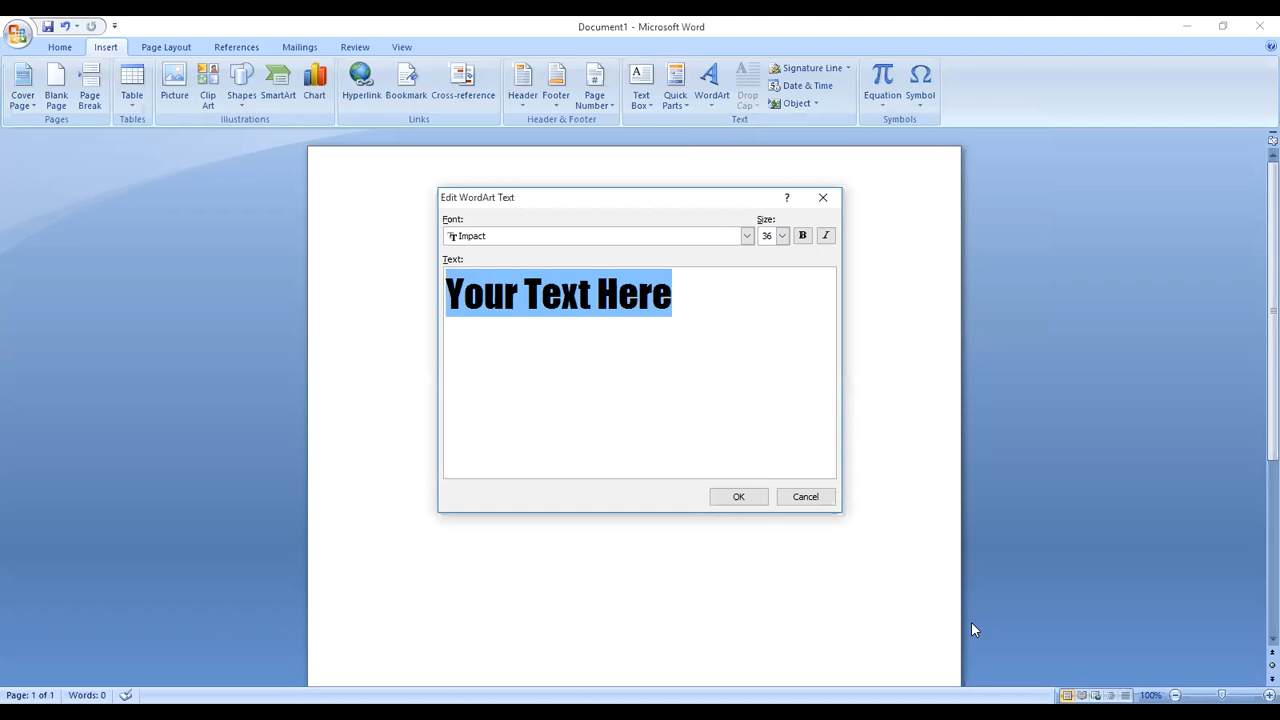 Document1 - Microsoft Word
Home Insert Page Layout References Mailings Review View
Cover Page Blank Page Page Break Table Picture Clip Art Shapes SmartArt Chart Hyperlink Bookmark Cross-reference Header Footer Page Number Text Box Quick Parts WordArt Drop Cap Signature Line Date & Time Object Equation Symbol
Pages Tables Illustrations Links Header & Footer Text Symbols
Edit WordArt Text
Font: Size:
Impact 36 B I
Text:
Your Text Here
OK Cancel
Page: 1 of 1 Words: 0 100%